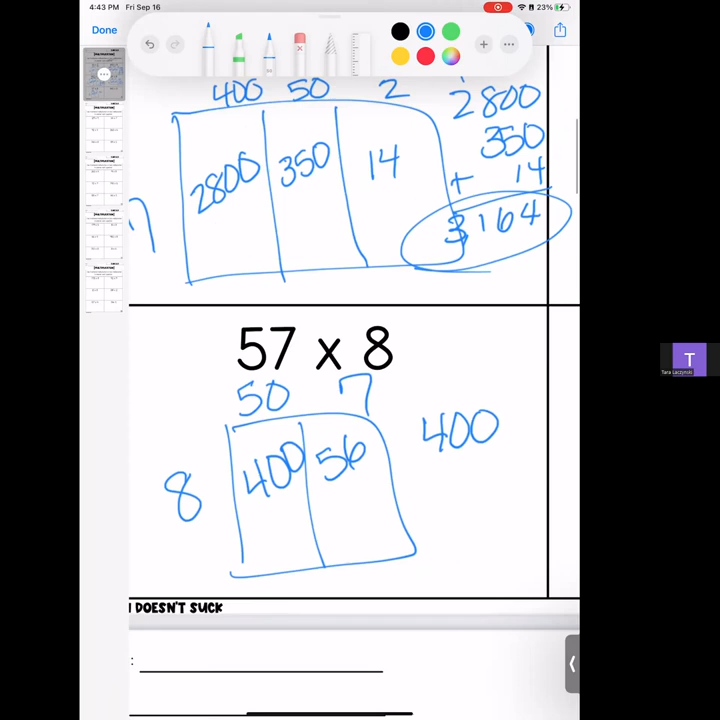 4:43 PM Fri Sep 16
23%
Done
400 50 2
2800
350
+ 14
3164
7
2800 350 14
57 x 8
50 7
8
400 56
400
DOESN'T SUCK
:
T
Tara Laczynski